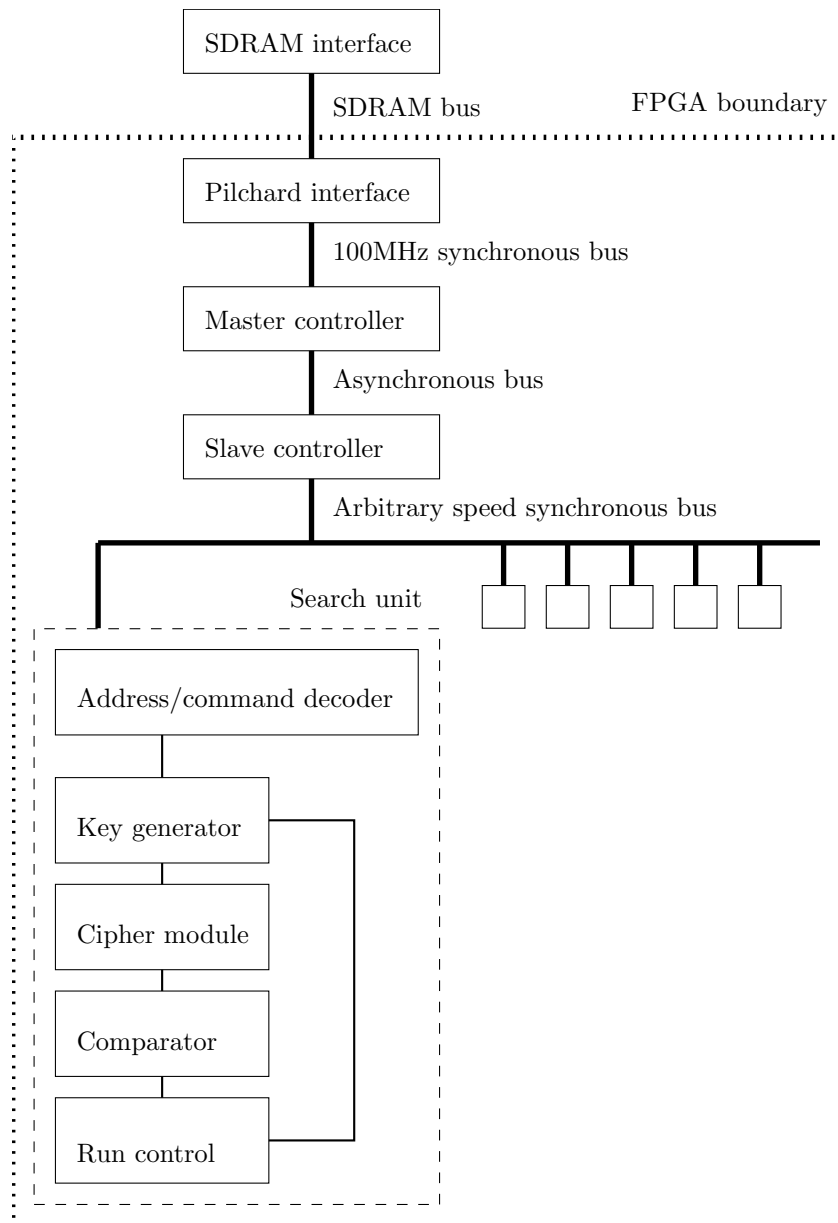 SDRAM interface
SDRAM bus
FPGA boundary
Pilchard interface
100MHz synchronous bus
Master controller
Asynchronous bus
Slave controller
Arbitrary speed synchronous bus
Search unit
Address/command decoder
Key generator
Cipher module
Comparator
Run control